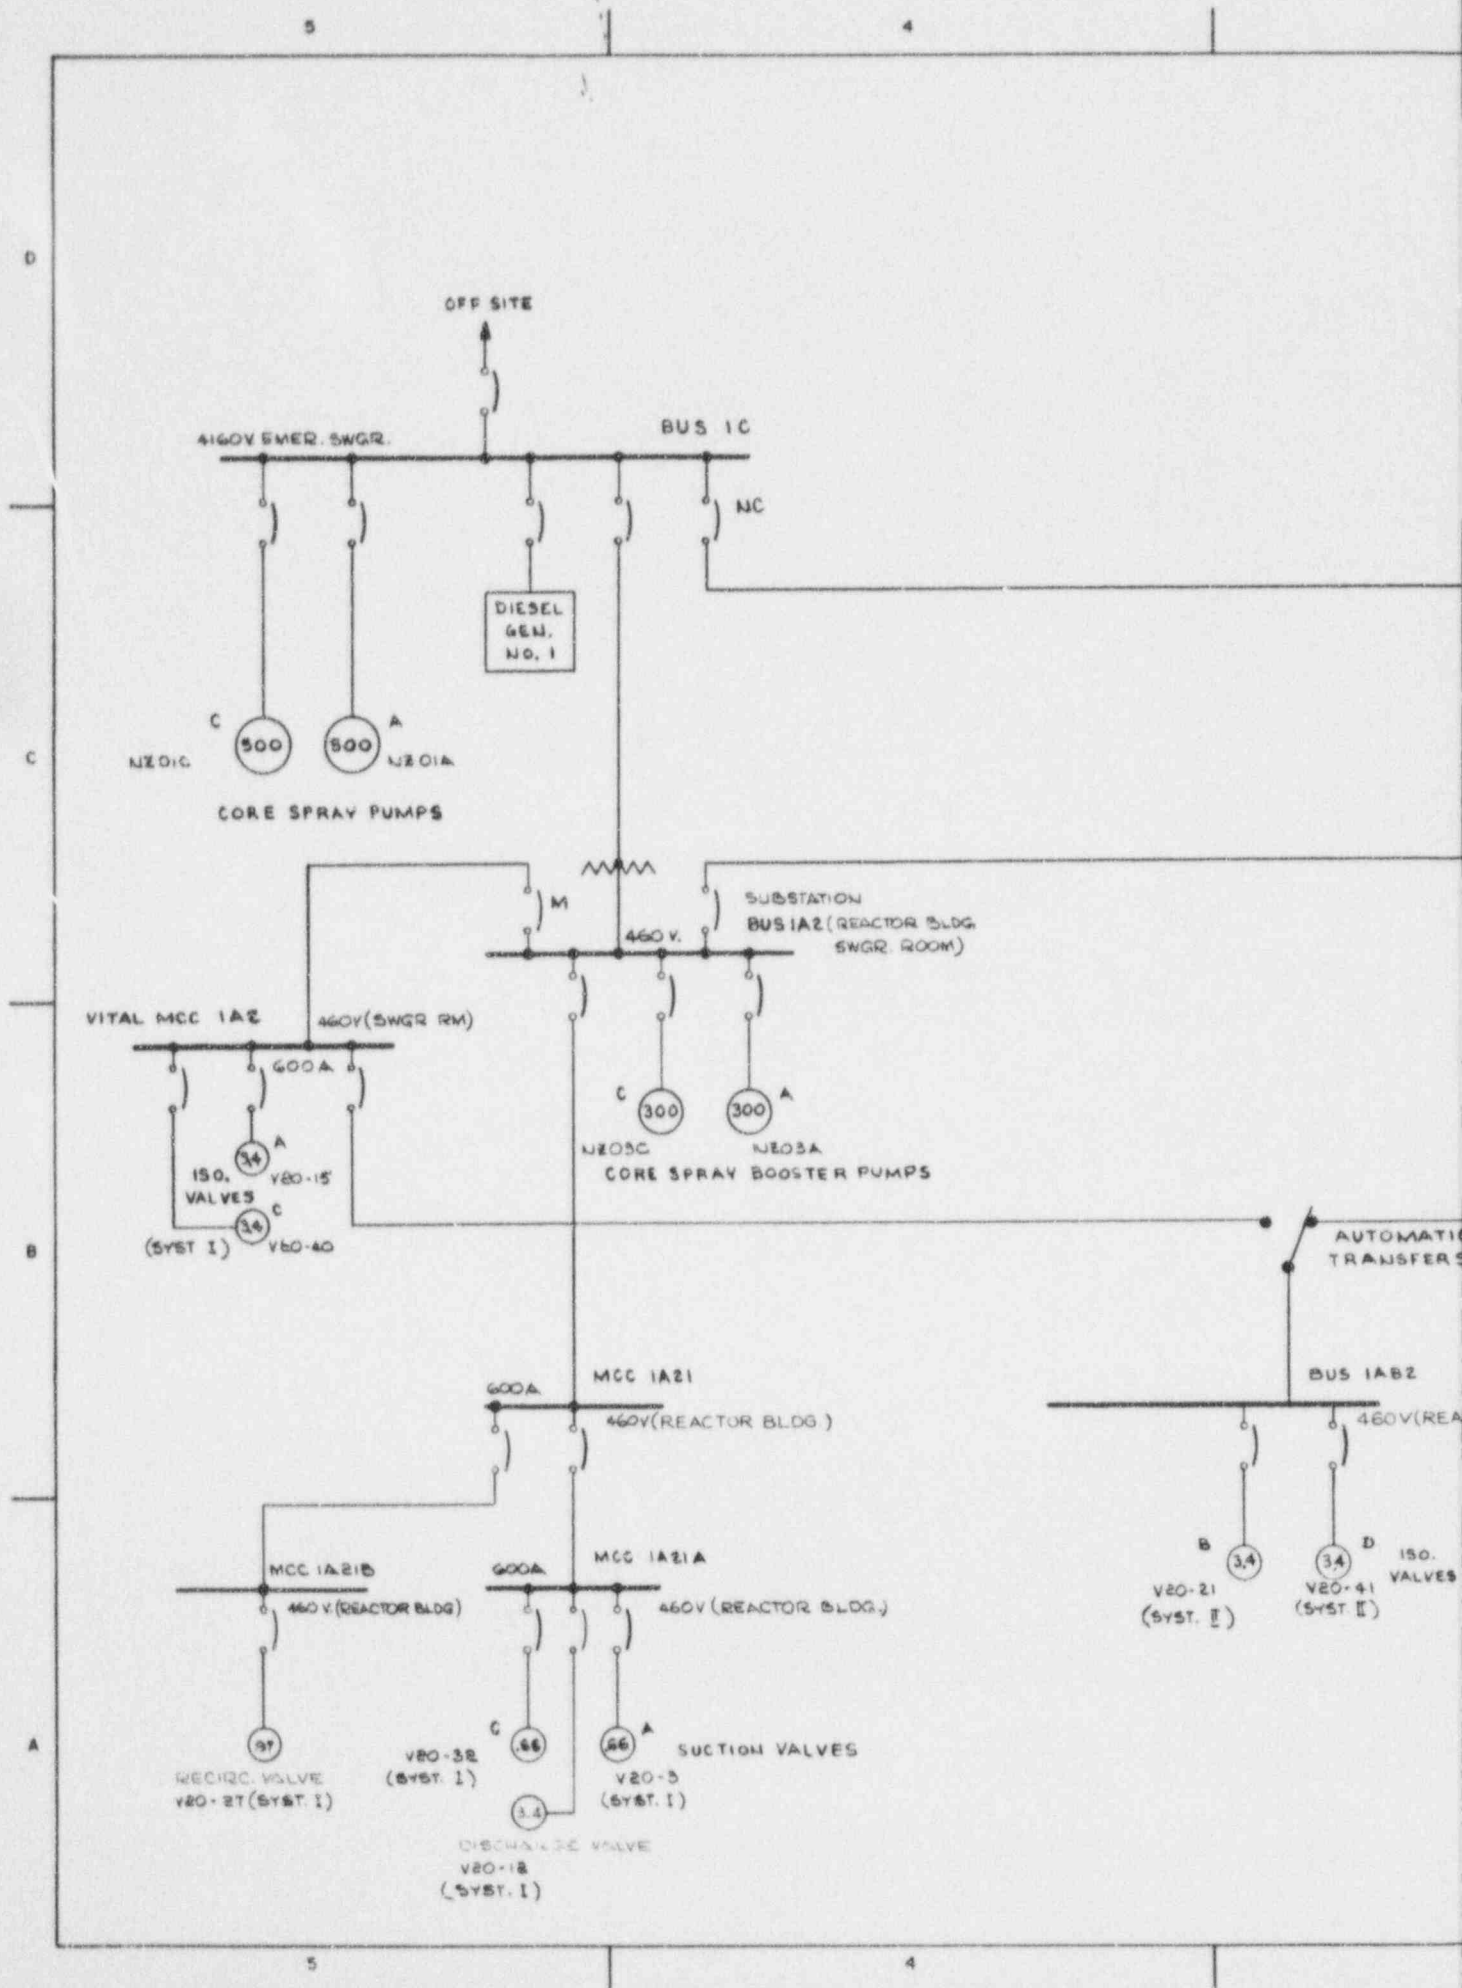 5
4
D
OFF SITE
4160V EMER. SWGR.
BUS 1C
NC
DIESEL
GEN.
NO. 1
C
500
500
A
NZ01C
NZ01A
C
CORE SPRAY PUMPS
M
SUBSTATION
BUS 1A2 (REACTOR BLDG.
SWGR. ROOM)
460 V.
VITAL MCC 1A2
460V (SWGR RM)
600A
C
300
300
A
NZ03C
NZ03A
CORE SPRAY BOOSTER PUMPS
A
3.4
ISO.
V20-15
VALVES
C
3.4
(SYST I)
V20-40
B
AUTOMATIC
TRANSFERS
MCC 1A21
600A
460V (REACTOR BLDG.)
BUS 1AB2
460V (REA
B
3.4
3.4
D
ISO.
VALVES
V20-21
(SYST. II)
V20-41
(SYST. II)
MCC 1A21B
460 V. (REACTOR BLDG)
600A
MCC 1A21A
460V (REACTOR BLDG.)
A
C
.66
.66
A
SUCTION VALVES
V20-32
(SYST. I)
V20-3
(SYST. I)
RECIRC. VALVE
V20-27 (SYST. I)
3.4
DISCHARGE VALVE
V20-18
(SYST. I)
5
4